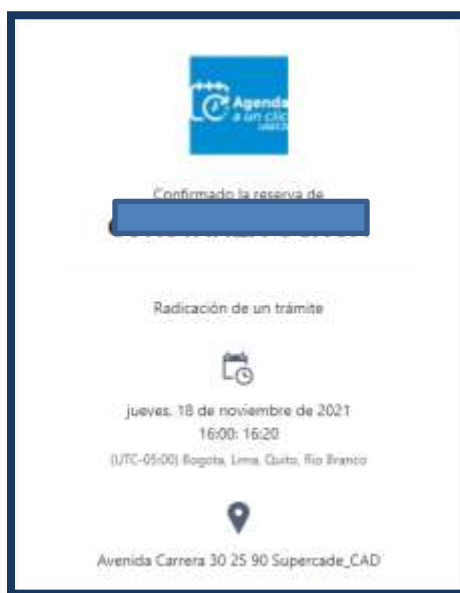 Agenda
a un clic
Confirmado la reserva de
Radicación de un trámite
jueves, 18 de noviembre de 2021
16:00: 16:20
(UTC-05:00) Bogota, Lima, Quito, Rio Branco
Avenida Carrera 30 25 90 Supercade_CAD